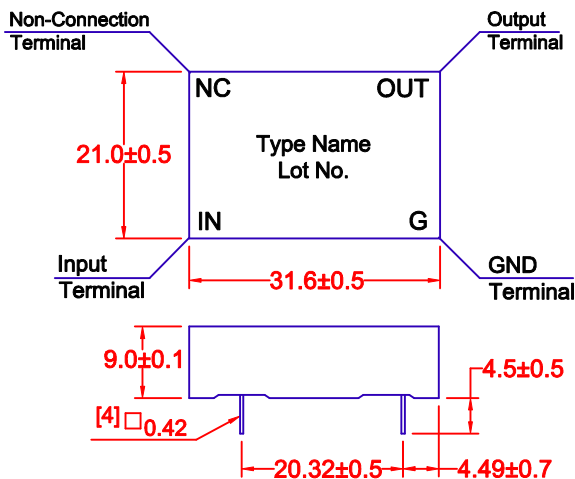 Non-Connection
Terminal
Output
Terminal
NC
OUT
21.0±0.5
Type Name
Lot No.
IN
G
Input
Terminal
31.6±0.5
GND
Terminal
9.0±0.1
4.5±0.5
[4] □0.42
20.32±0.5
4.49±0.7